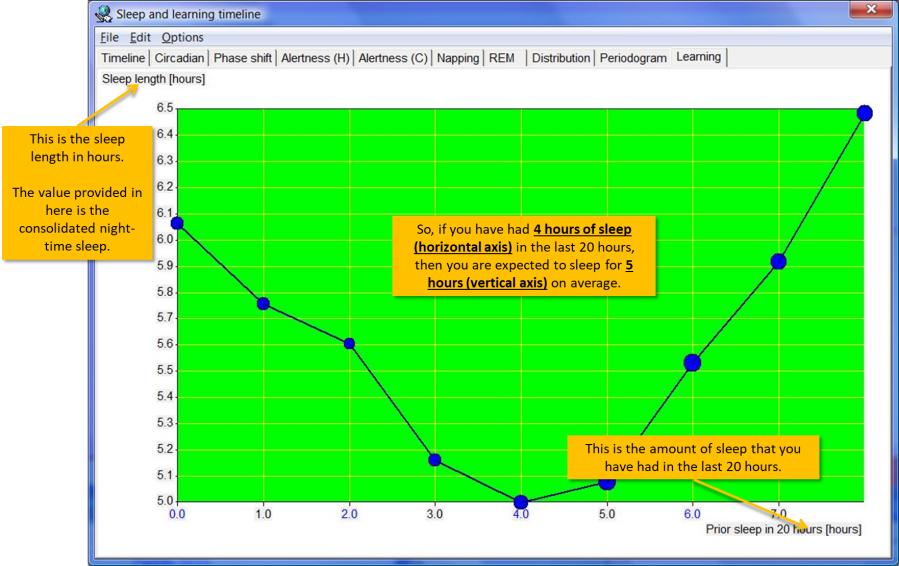 Sleep and learning timeline
File Edit Options
Timeline Circadian Phase shift Alertness (H) Alertness (C) Napping REM Distribution Periodogram Learning
Sleep length [hours]
This is the sleep
length in hours.
The value provided in
here is the
consolidated night-
time sleep.
6.5
6.4
6.3
6.2
6.1
6.0
5.9
5.8
5.7
5.6
5.5
5.4
5.3
5.2
5.1
5.0
So, if you have had 4 hours of sleep
(horizontal axis) in the last 20 hours,
then you are expected to sleep for 5
hours (vertical axis) on average.
This is the amount of sleep that you
have had in the last 20 hours.
0.0 1.0 2.0 3.0 4.0 5.0 6.0 7.0
Prior sleep in 20 hours [hours]